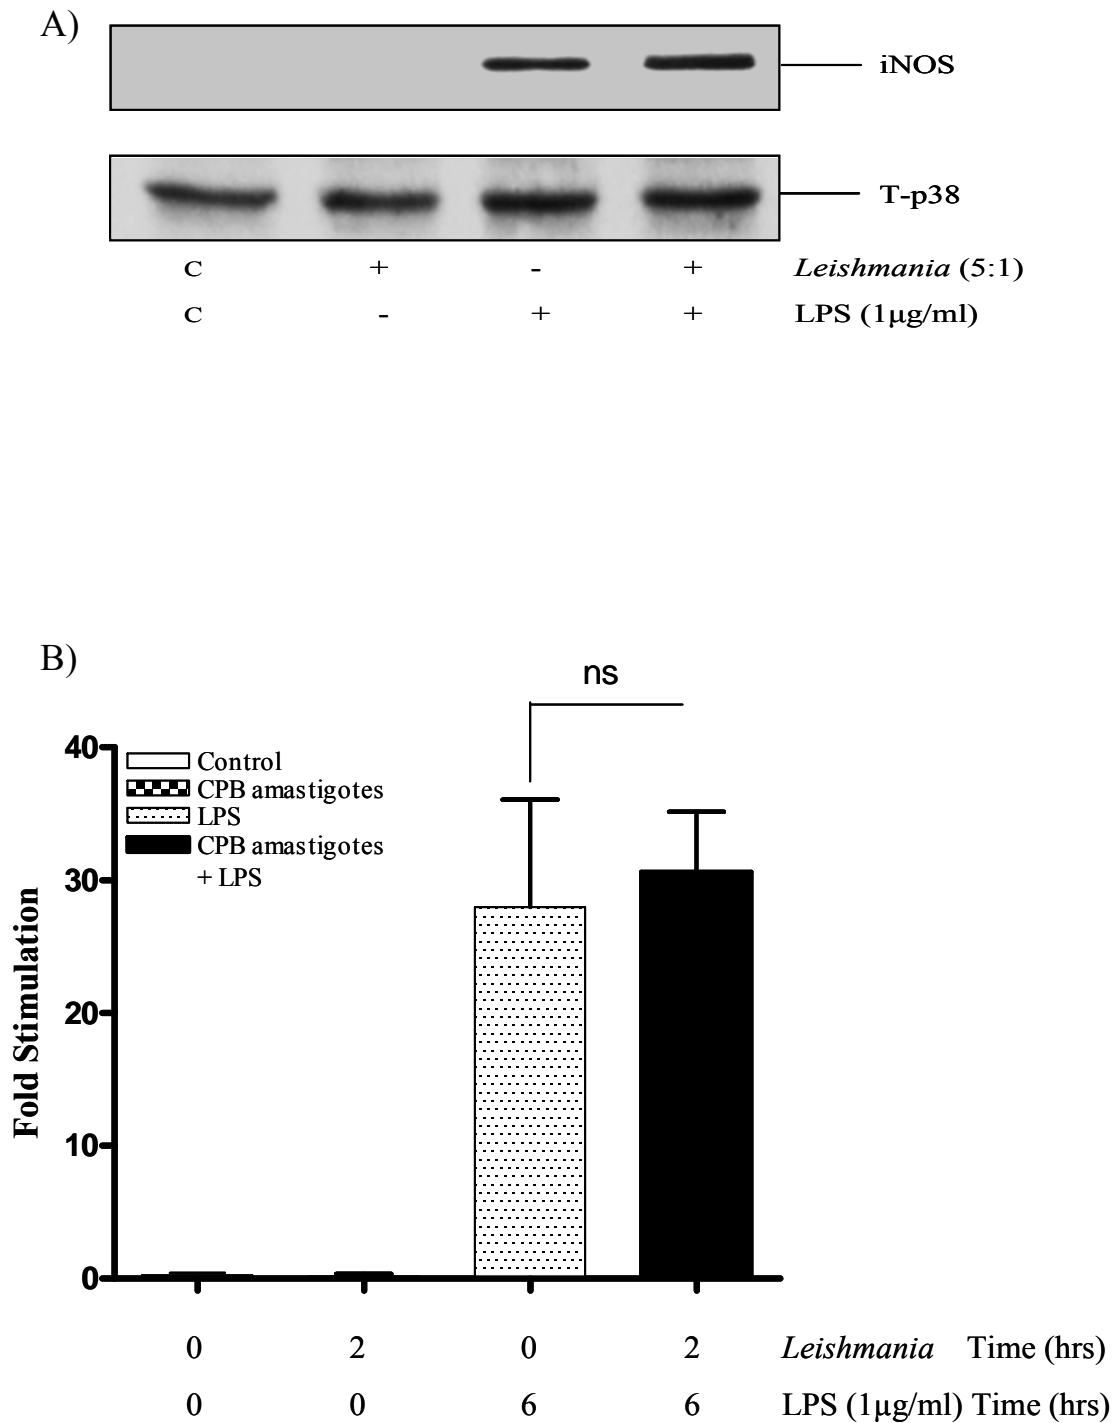 A)
iNOS
T-p38
C + - + Leishmania (5:1)
C - + + LPS (1µg/ml)
B)
ns
40
Control
CPB amastigotes
LPS
CPB amastigotes
+ LPS
30
Fold Stimulation
20
10
0
0 2 0 2 Leishmania Time (hrs)
0 0 6 6 LPS (1µg/ml) Time (hrs)